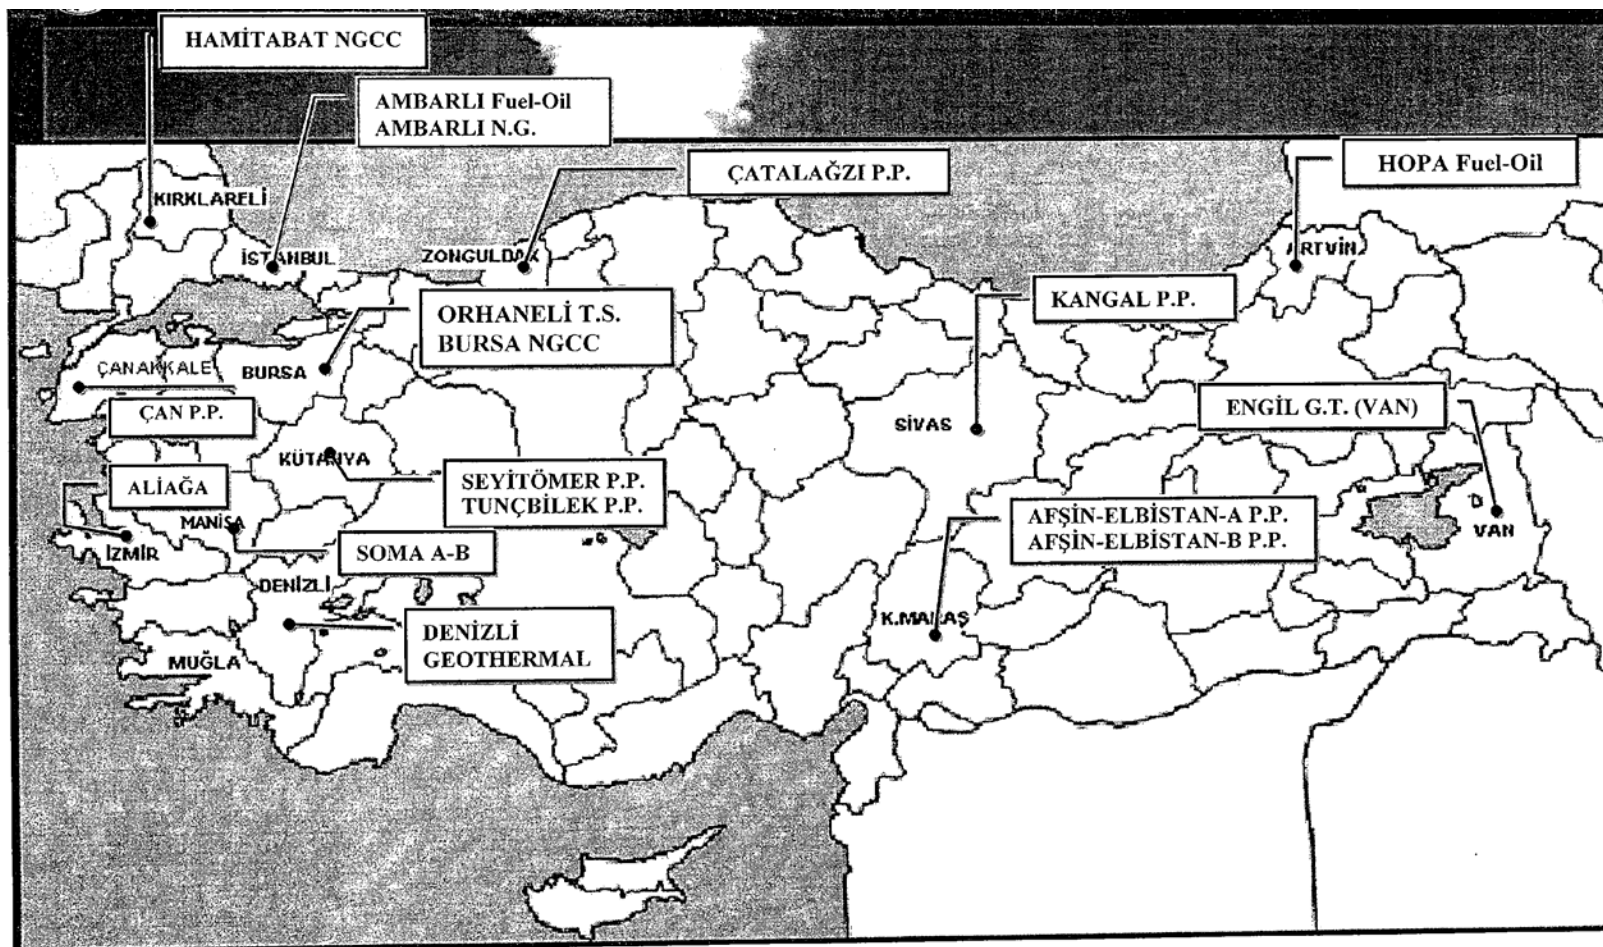 HAMİTABAT NGCC
AMBARLI Fuel-Oil
AMBARLI N.G.
ÇATALAĞZI P.P.
HOPA Fuel-Oil
KIRKLARELİ
İSTANBUL
ZONGULDAK
ARTVİN
ORHANELİ T.S.
BURSA NGCC
KANGAL P.P.
ÇANAKKALE
BURSA
ÇAN P.P.
SİVAS
ENGİL G.T. (VAN)
KÜTAHYA
ALİAĞA
SEYİTÖMER P.P.
TUNÇBİLEK P.P.
MANİSA
İZMİR
SOMA A-B
AFŞİN-ELBİSTAN-A P.P.
AFŞİN-ELBİSTAN-B P.P.
VAN
DENİZLİ
DENİZLİ
GEOTHERMAL
K.MARAŞ
MUĞLA